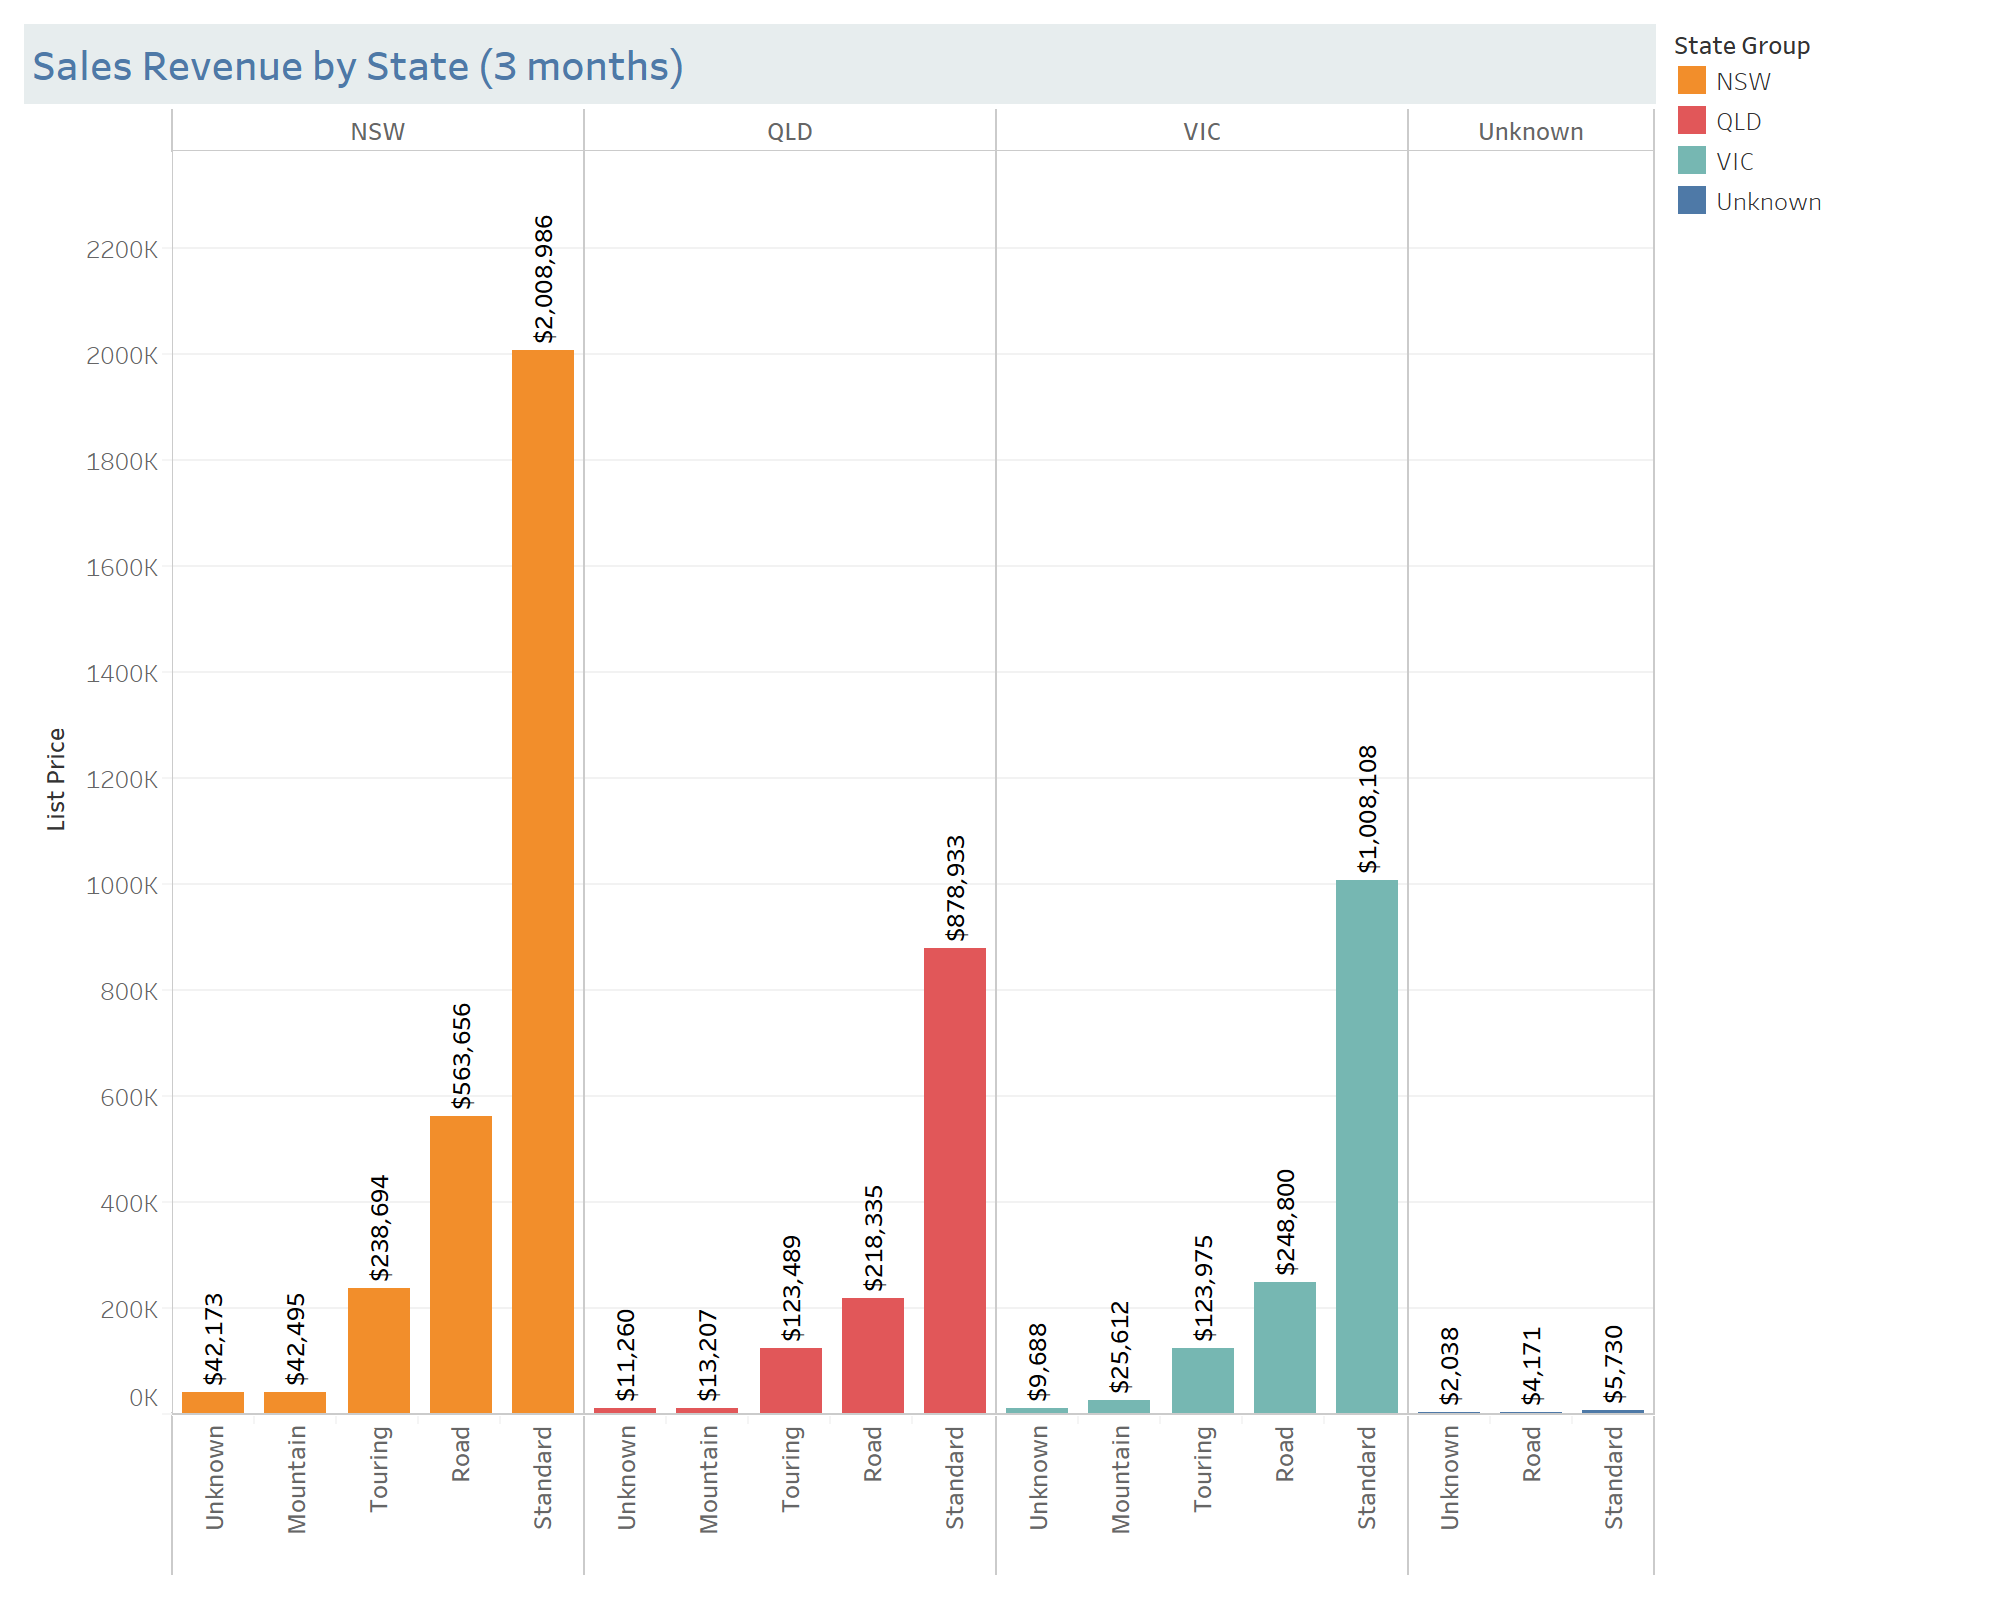 Sales Revenue by State (3 months)
State Group
NSW
QLD
VIC
Unknown
NSW QLD VIC Unknown
List Price
2200K
2000K
1800K
1600K
1400K
1200K
1000K
800K
600K
400K
200K
0K
$42,173
$42,495
$238,694
$563,656
$2,008,986
$11,260
$13,207
$123,489
$218,335
$878,933
$9,688
$25,612
$123,975
$248,800
$1,008,108
$2,038
$4,171
$5,730
Unknown
Mountain
Touring
Road
Standard
Unknown
Mountain
Touring
Road
Standard
Unknown
Mountain
Touring
Road
Standard
Unknown
Road
Standard